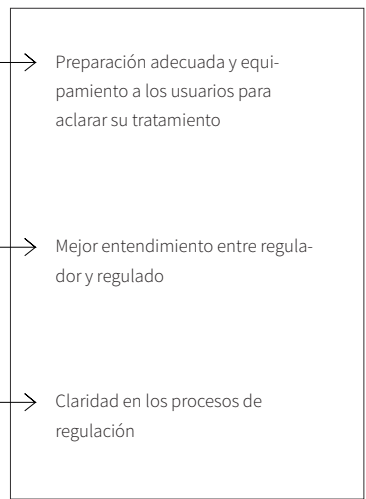 Preparación adecuada y equi-
pamiento a los usuarios para
aclarar su tratamiento
Mejor entendimiento entre regula-
dor y regulado
Claridad en los procesos de
regulación